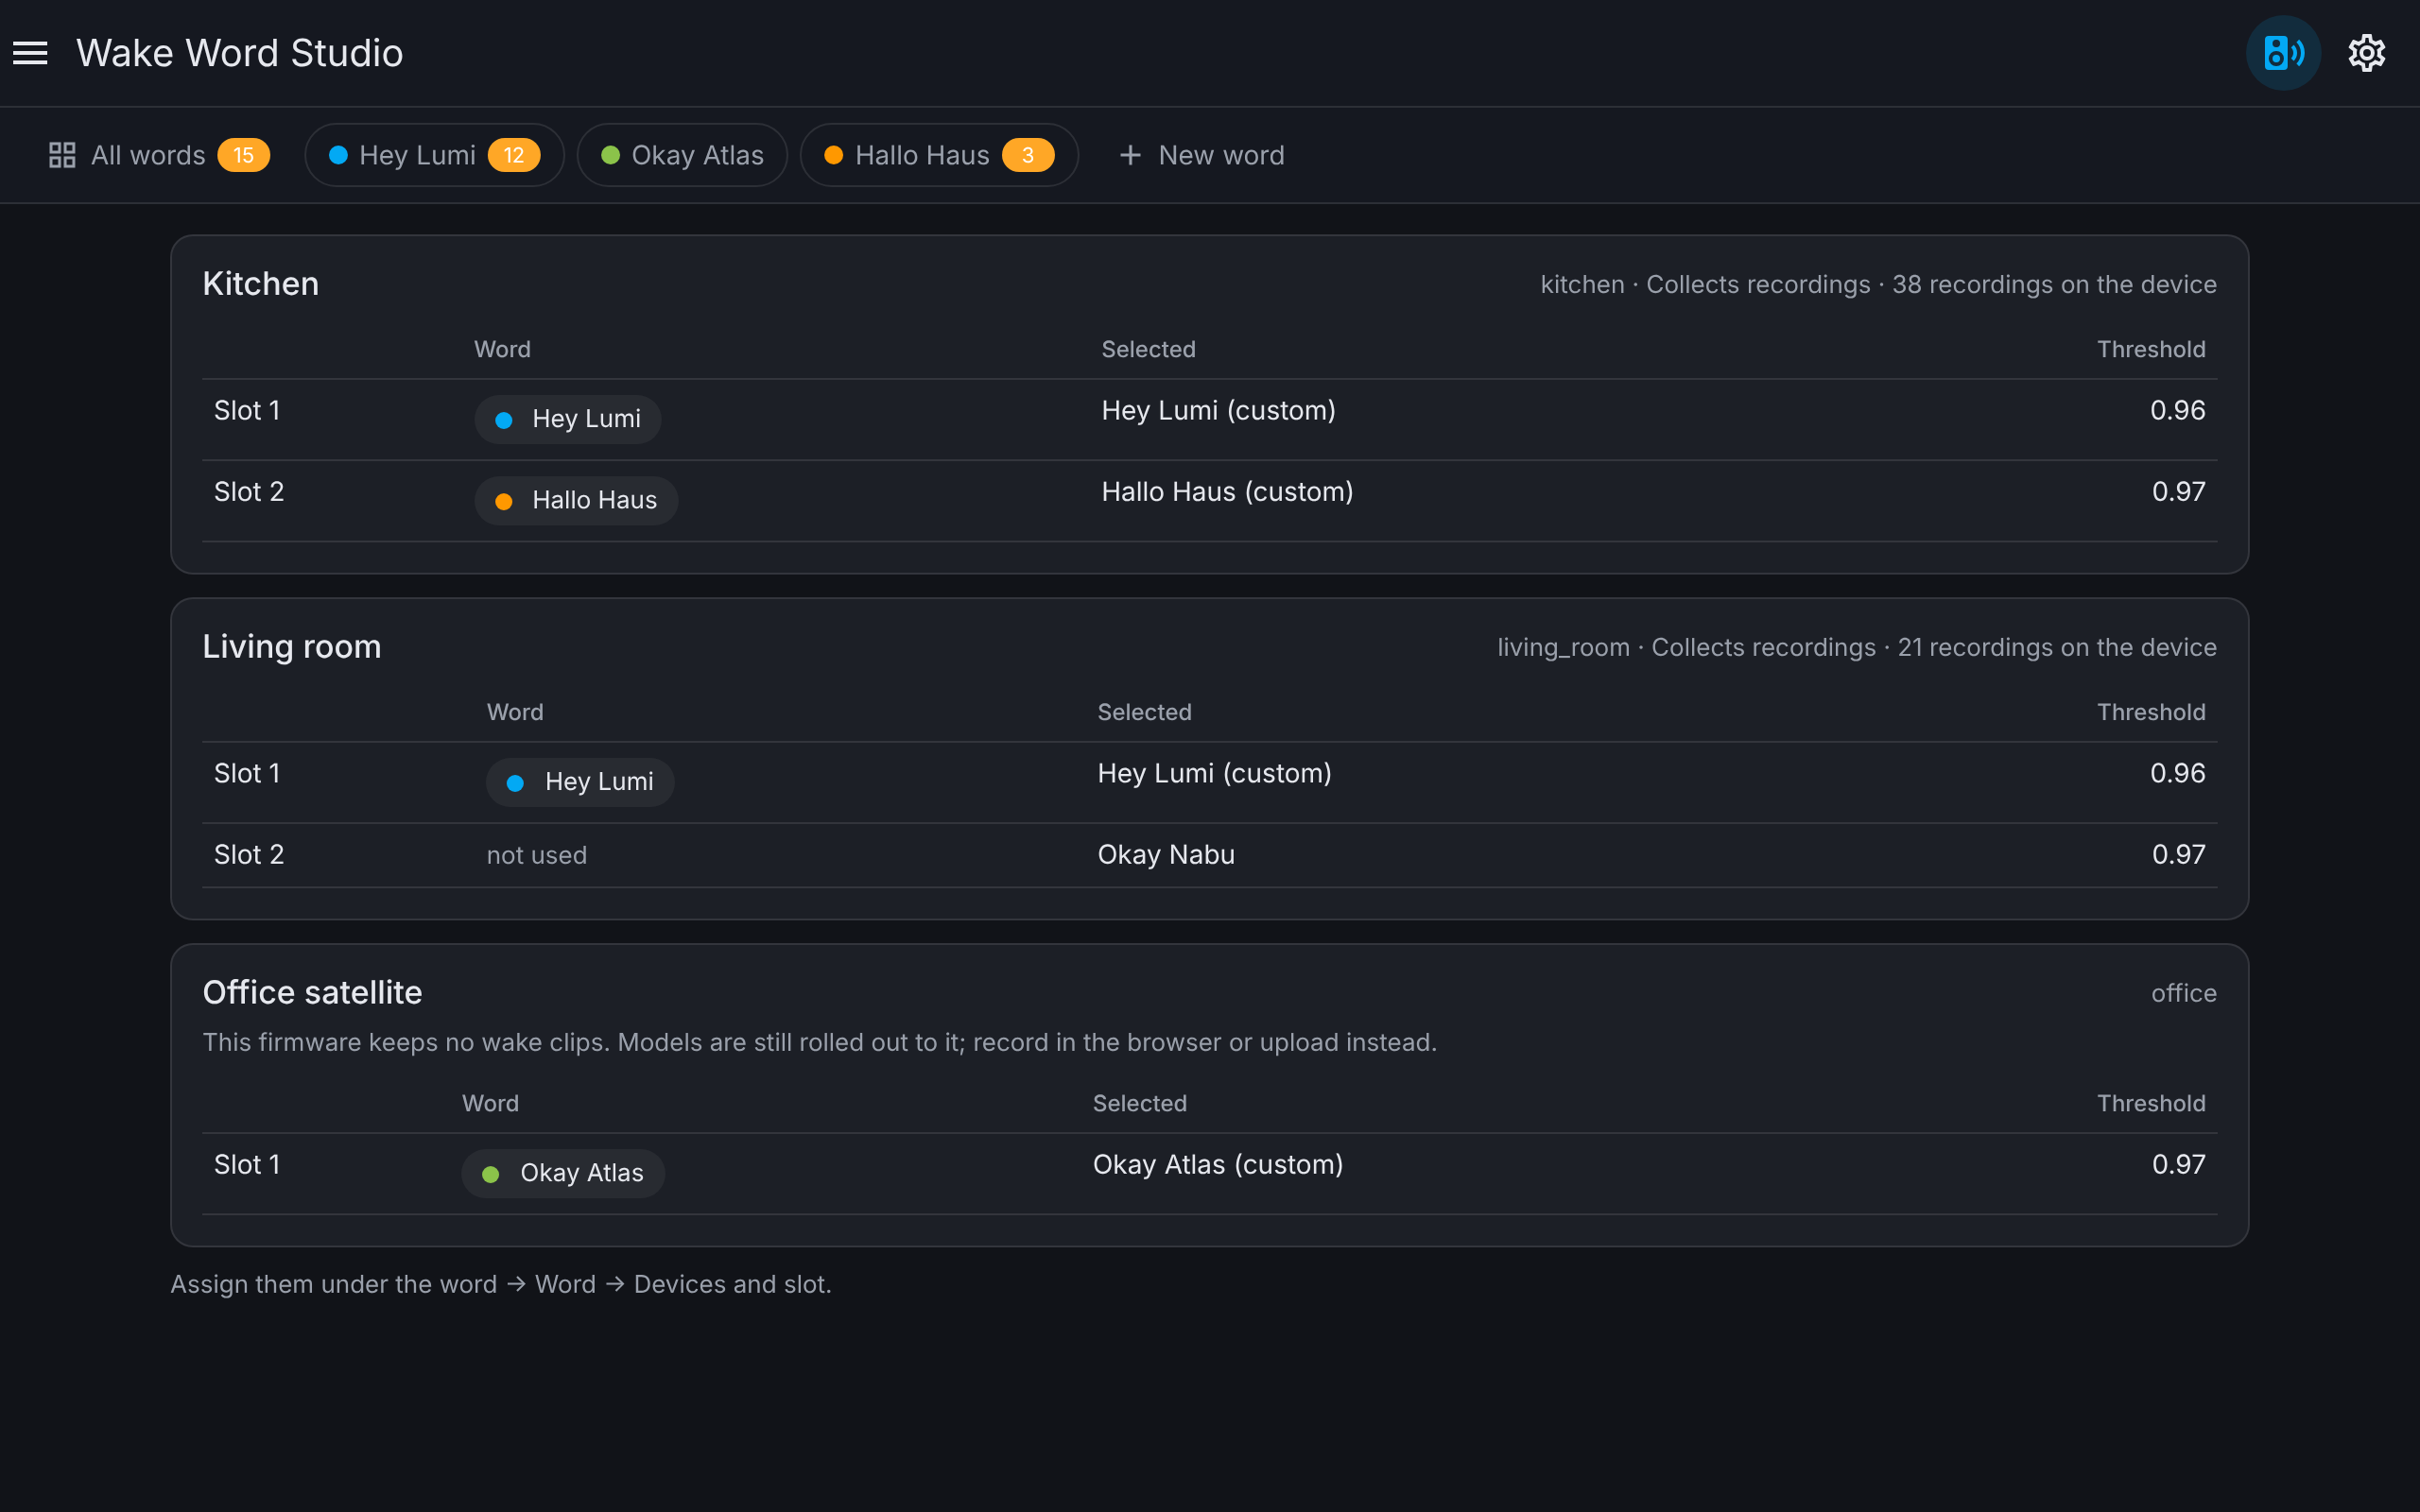 Wake Word Studio
All words 15 Hey Lumi 12 Okay Atlas Hallo Haus 3 + New word
Kitchen kitchen · Collects recordings · 38 recordings on the device
Word Selected Threshold
Slot 1 Hey Lumi Hey Lumi (custom) 0.96
Slot 2 Hallo Haus Hallo Haus (custom) 0.97
Living room living_room · Collects recordings · 21 recordings on the device
Word Selected Threshold
Slot 1 Hey Lumi Hey Lumi (custom) 0.96
Slot 2 not used Okay Nabu 0.97
Office satellite office
This firmware keeps no wake clips. Models are still rolled out to it; record in the browser or upload instead.
Word Selected Threshold
Slot 1 Okay Atlas Okay Atlas (custom) 0.97
Assign them under the word → Word → Devices and slot.